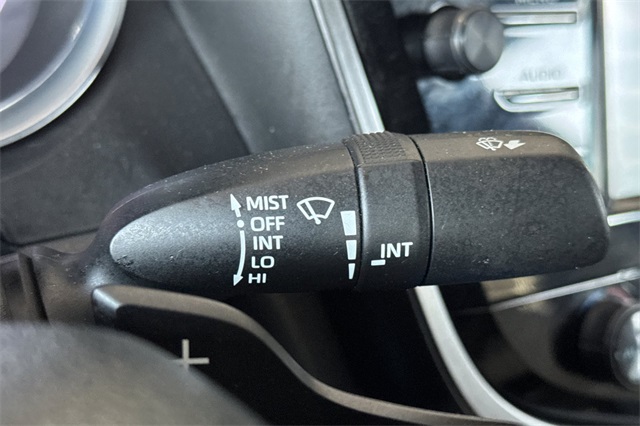 MIST
OFF
INT
LO
HI
INT
AUDIO
+